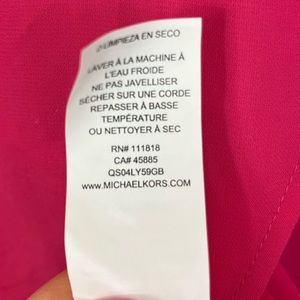 O LIMPIEZA EN SECO
LAVER À LA MACHINE À
L'EAU FROIDE
NE PAS JAVELLISER
SÉCHER SUR UNE CORDE
REPASSER À BASSE
TEMPÉRATURE
OU NETTOYER À SEC
RN# 111818
CA# 45885
QS04LY59GB
WWW.MICHAELKORS.COM